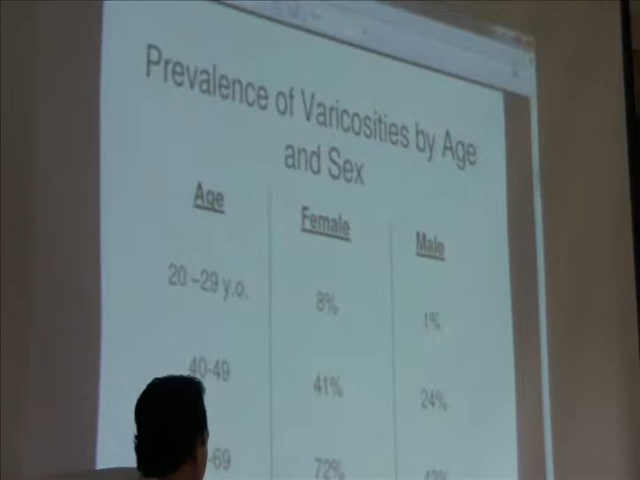 Prevalence of Varicosities by Age
and Sex
Age Female Male
20 –29 y.o. 8% 1%
40-49 41% 24%
-69 72%